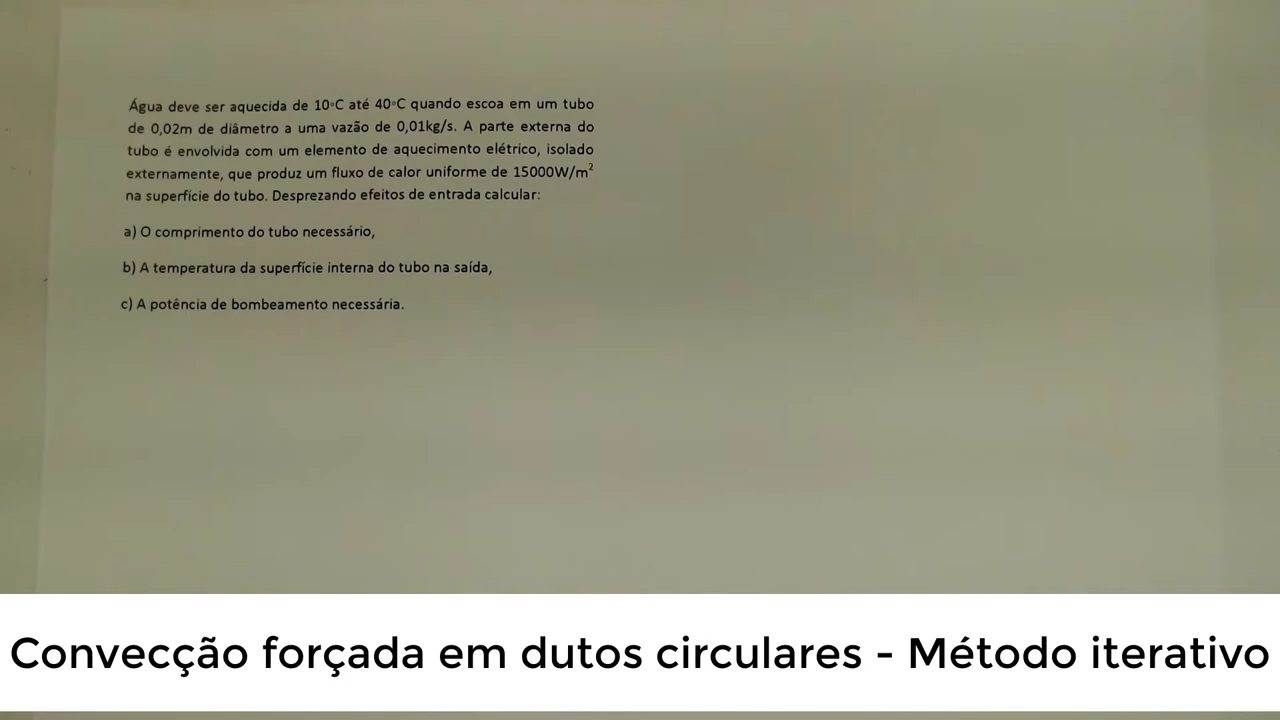 Água deve ser aquecida de 10°C até 40°C quando escoa em um tubo
de 0,02m de diâmetro a uma vazão de 0,01kg/s. A parte externa do
tubo é envolvida com um elemento de aquecimento elétrico, isolado
externamente, que produz um fluxo de calor uniforme de 15000W/m²
na superfície do tubo. Desprezando efeitos de entrada calcular:
a) O comprimento do tubo necessário,
b) A temperatura da superfície interna do tubo na saída,
c) A potência de bombeamento necessária.
Convecção forçada em dutos circulares - Método iterativo